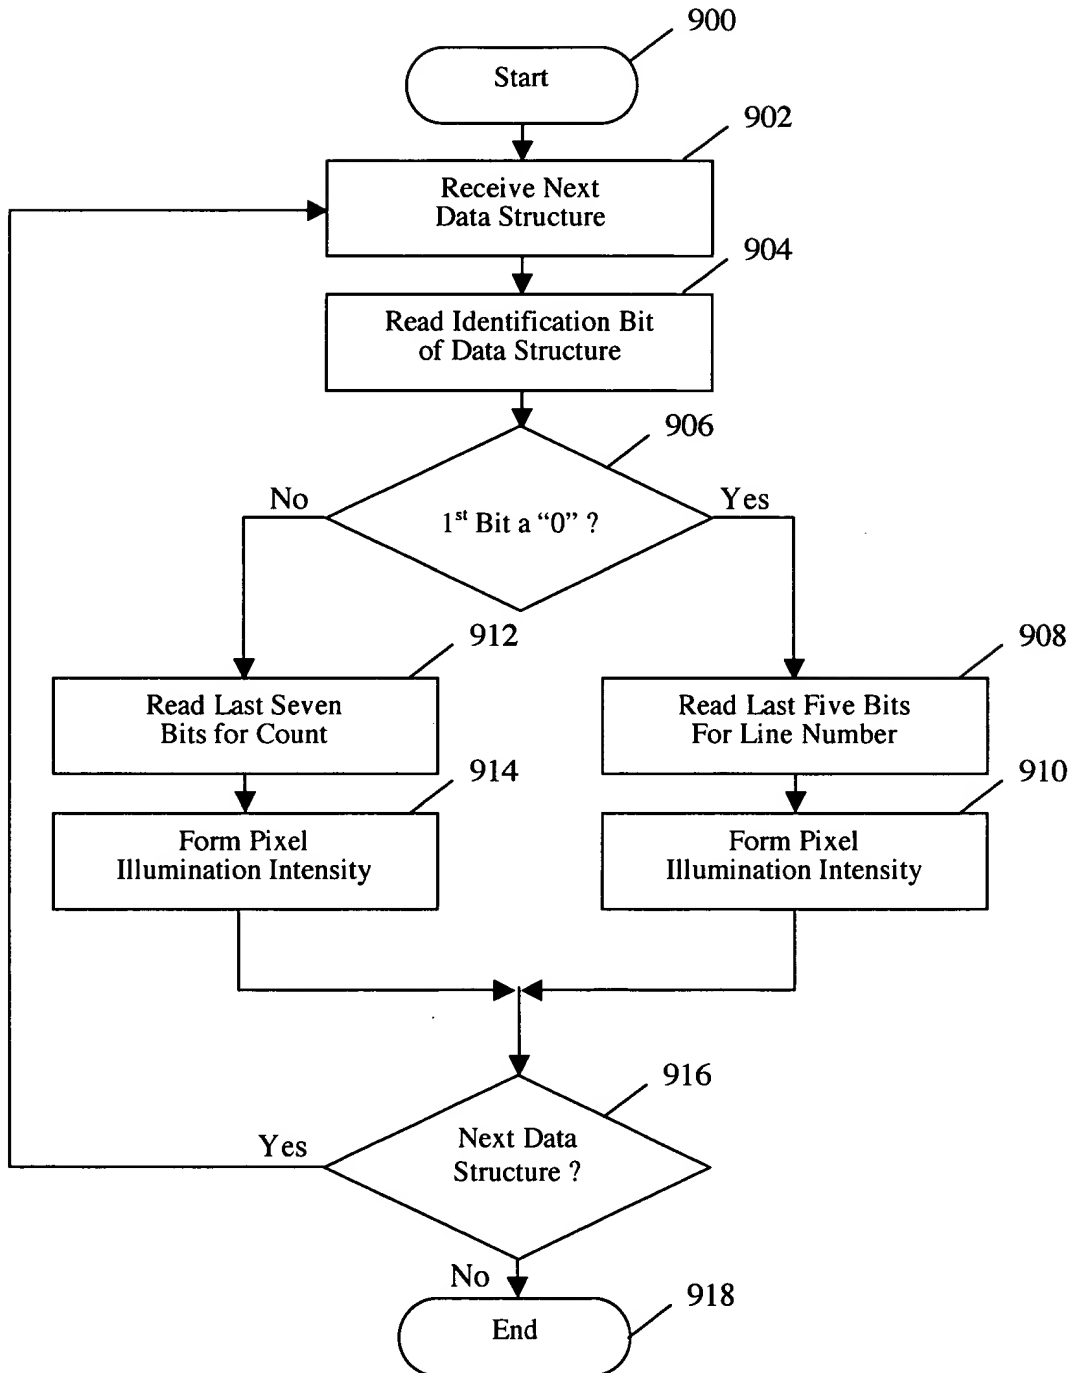 900
Start
902
Receive Next
Data Structure
904
Read Identification Bit
of Data Structure
906
No
Yes
1st Bit a “0” ?
912
908
Read Last Seven
Bits for Count
Read Last Five Bits
For Line Number
914
910
Form Pixel
Illumination Intensity
Form Pixel
Illumination Intensity
916
Yes
Next Data
Structure ?
No
918
End